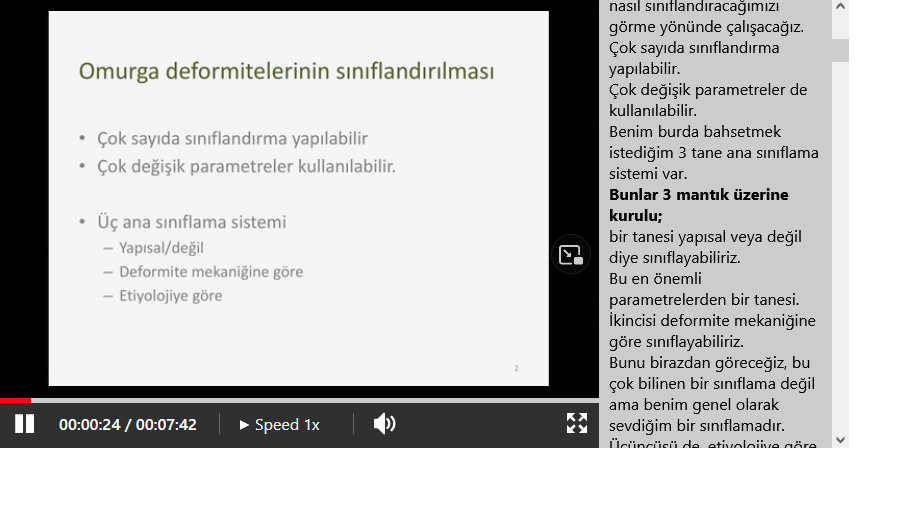 Omurga deformitelerinin sınıflandırılması
• Çok sayıda sınıflandırma yapılabilir
• Çok değişik parametreler kullanılabilir.
• Üç ana sınıflama sistemi
– Yapısal/değil
– Deformite mekaniğine göre
– Etiyolojiye göre
2
00:00:24 / 00:07:42
Speed 1x
nasıl sınıflandıracağımızı
görme yönünde çalışacağız.
Çok sayıda sınıflandırma
yapılabilir.
Çok değişik parametreler de
kullanılabilir.
Benim burda bahsetmek
istediğim 3 tane ana sınıflama
sistemi var.
Bunlar 3 mantık üzerine
kurulu;
bir tanesi yapısal veya değil
diye sınıflayabiliriz.
Bu en önemli
parametrelerden bir tanesi.
İkincisi deformite mekaniğine
göre sınıflayabiliriz.
Bunu birazdan göreceğiz, bu
çok bilinen bir sınıflama değil
ama benim genel olarak
sevdiğim bir sınıflamadır.
Üçüncüsü de, etiyolojiye göre